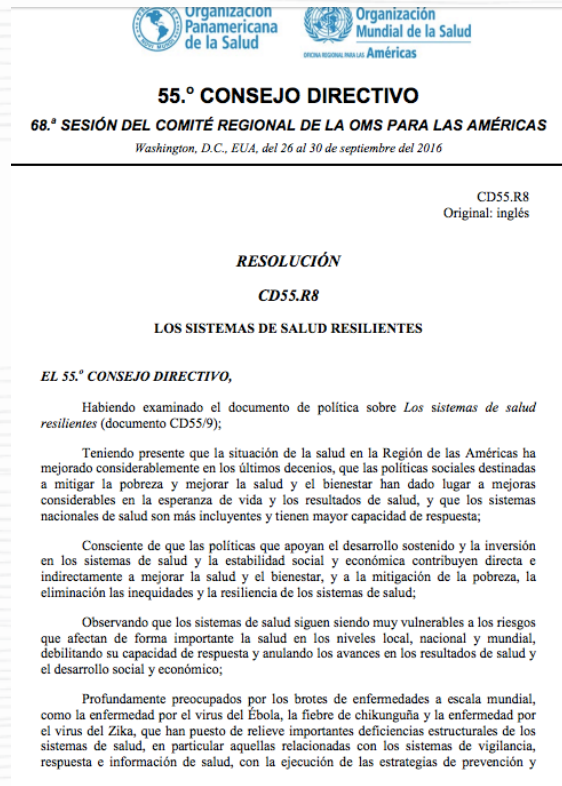 Organización
Panamericana
de la Salud
Organización
Mundial de la Salud
OFICINA REGIONAL PARA LAS Américas
55.º CONSEJO DIRECTIVO
68.ª SESIÓN DEL COMITÉ REGIONAL DE LA OMS PARA LAS AMÉRICAS
Washington, D.C., EUA, del 26 al 30 de septiembre del 2016
CD55.R8
Original: inglés
RESOLUCIÓN
CD55.R8
LOS SISTEMAS DE SALUD RESILIENTES
EL 55.º CONSEJO DIRECTIVO,
Habiendo examinado el documento de política sobre Los sistemas de salud
resilientes (documento CD55/9);
Teniendo presente que la situación de la salud en la Región de las Américas ha
mejorado considerablemente en los últimos decenios, que las políticas sociales destinadas
a mitigar la pobreza y mejorar la salud y el bienestar han dado lugar a mejoras
considerables en la esperanza de vida y los resultados de salud, y que los sistemas
nacionales de salud son más incluyentes y tienen mayor capacidad de respuesta;
Consciente de que las políticas que apoyan el desarrollo sostenido y la inversión
en los sistemas de salud y la estabilidad social y económica contribuyen directa e
indirectamente a mejorar la salud y el bienestar, y a la mitigación de la pobreza, la
eliminación las inequidades y la resiliencia de los sistemas de salud;
Observando que los sistemas de salud siguen siendo muy vulnerables a los riesgos
que afectan de forma importante la salud en los niveles local, nacional y mundial,
debilitando su capacidad de respuesta y anulando los avances en los resultados de salud y
el desarrollo social y económico;
Profundamente preocupados por los brotes de enfermedades a escala mundial,
como la enfermedad por el virus del Ébola, la fiebre de chikunguña y la enfermedad por
el virus del Zika, que han puesto de relieve importantes deficiencias estructurales de los
sistemas de salud, en particular aquellas relacionadas con los sistemas de vigilancia,
respuesta e información de salud, con la ejecución de las estrategias de prevención y